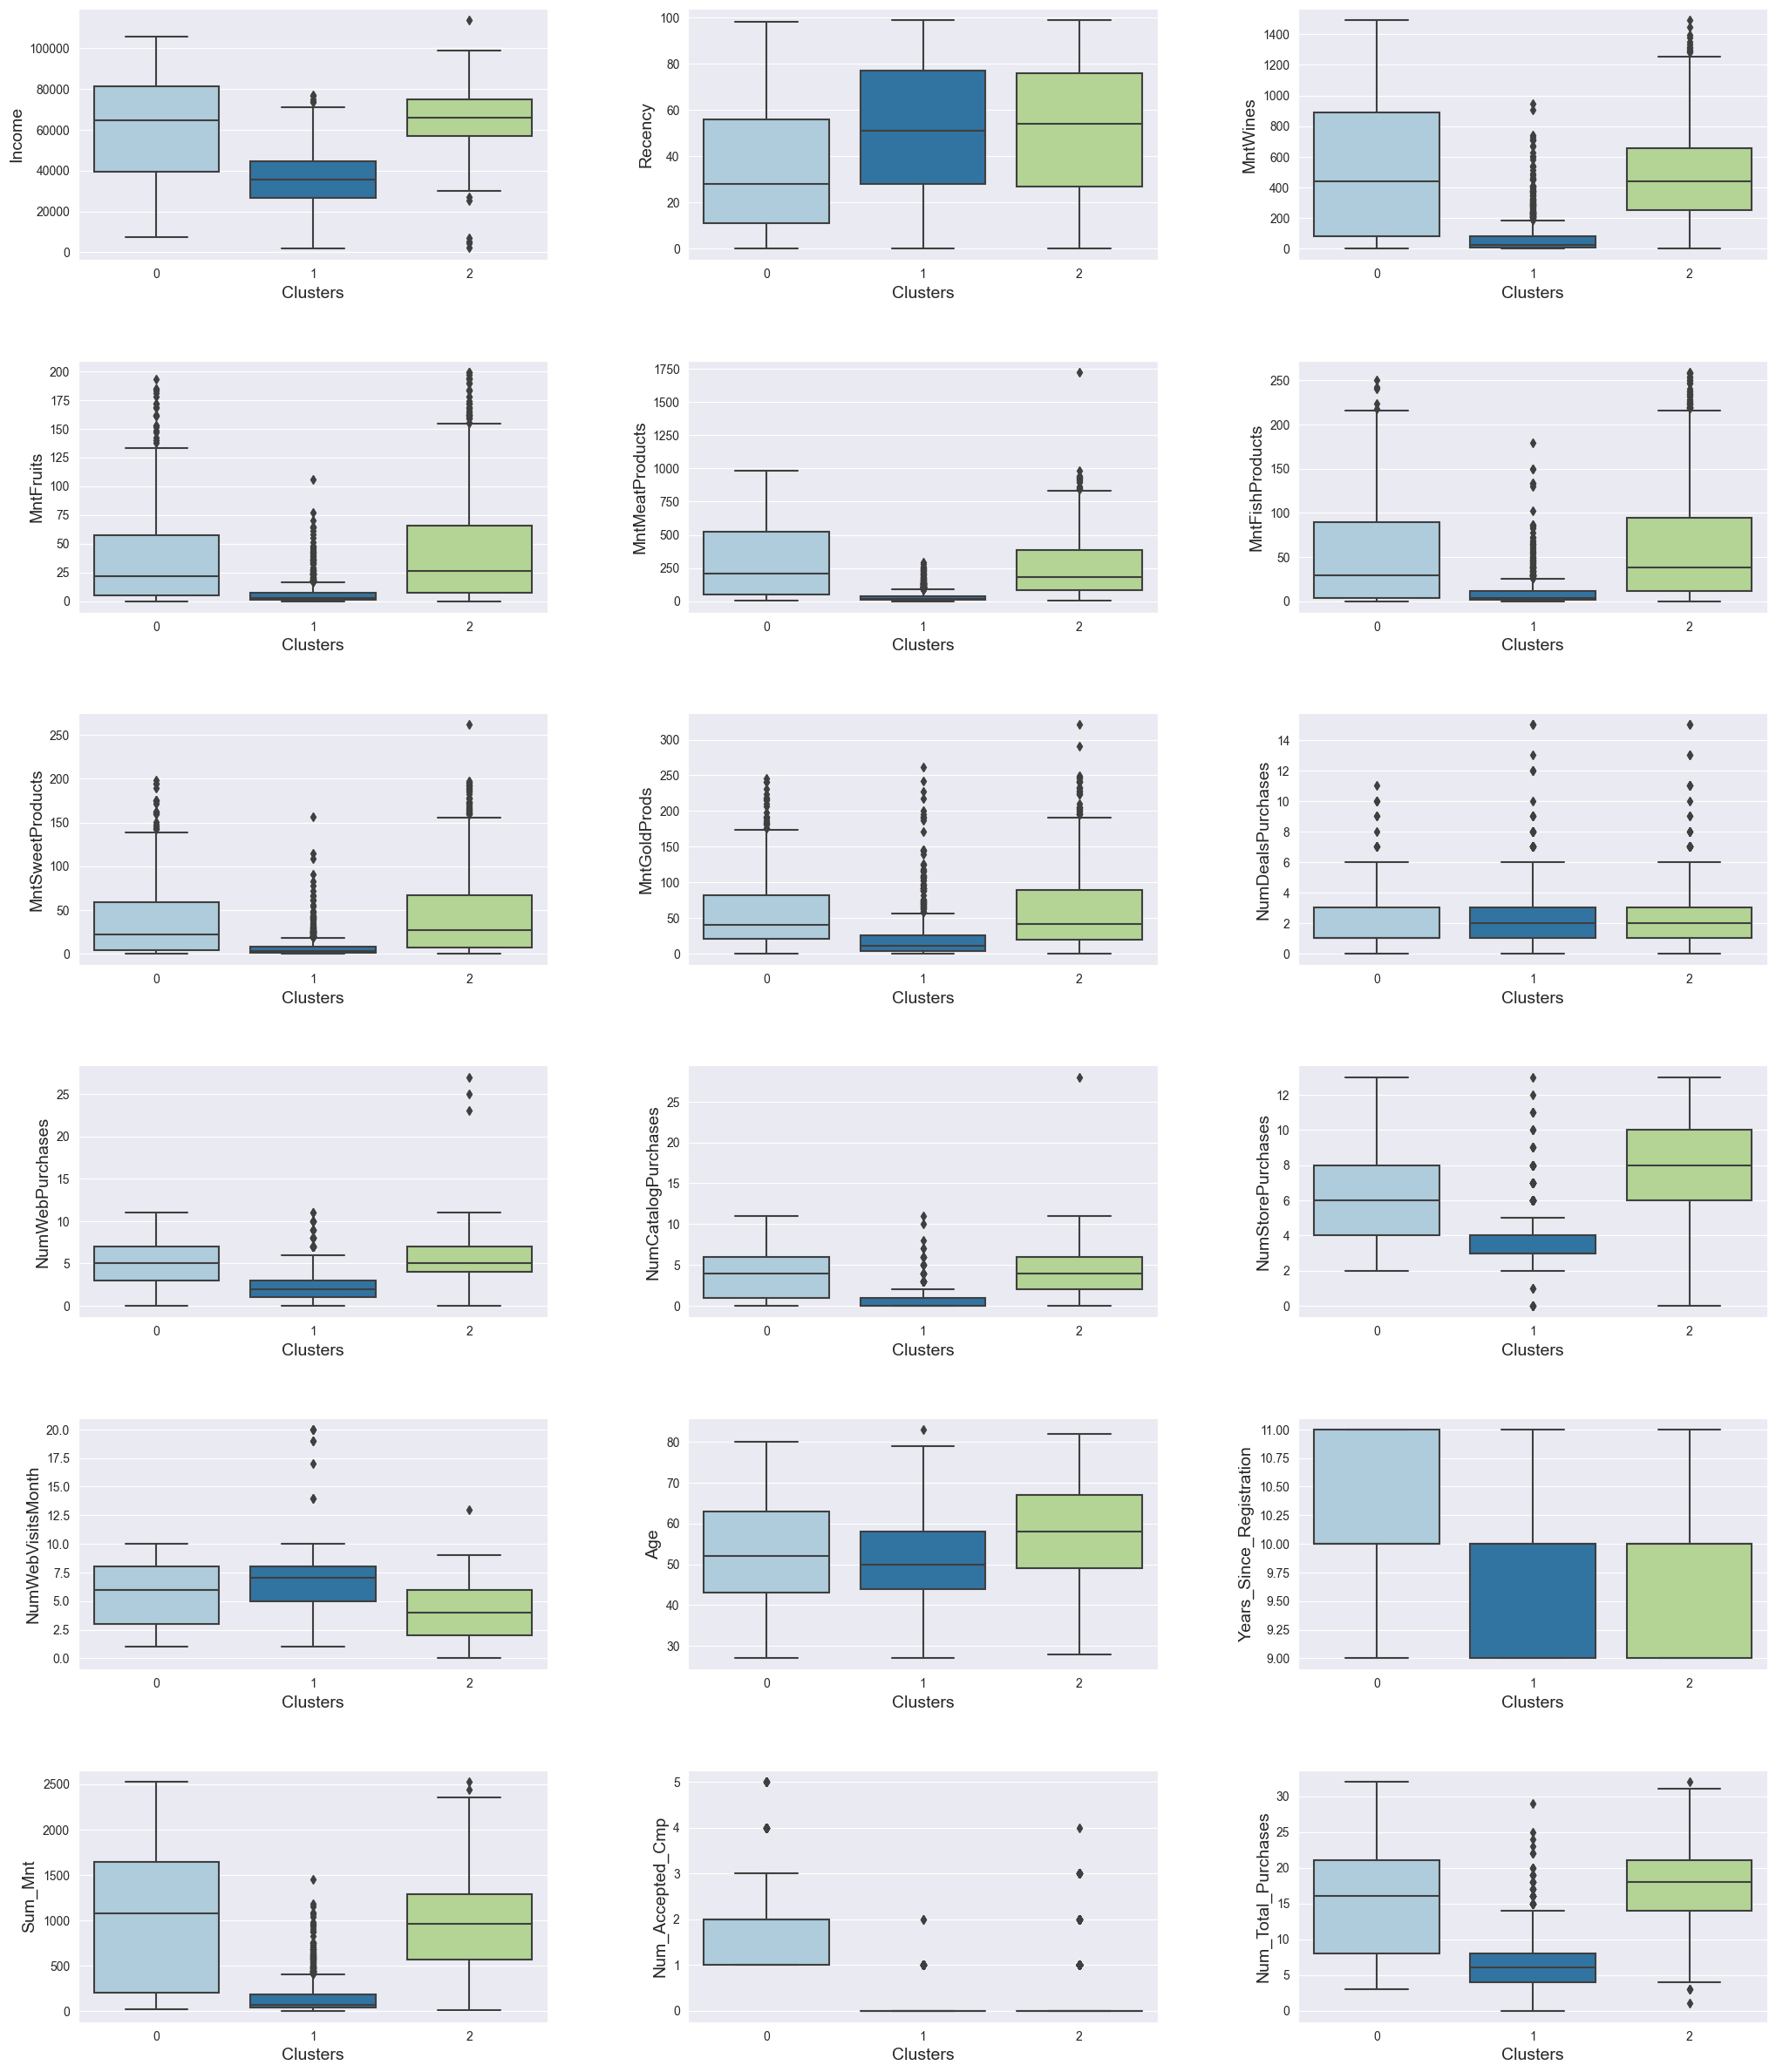 Income
100000
80000
60000
40000
20000
0
0 1 2
Clusters
Recency
100
80
60
40
20
0
0 1 2
Clusters
MntWines
1400
1200
1000
800
600
400
200
0
0 1 2
Clusters
MntFruits
200
175
150
125
100
75
50
25
0
0 1 2
Clusters
MntMeatProducts
1750
1500
1250
1000
750
500
250
0
0 1 2
Clusters
MntFishProducts
250
200
150
100
50
0
0 1 2
Clusters
MntSweetProducts
250
200
150
100
50
0
0 1 2
Clusters
MntGoldProds
300
250
200
150
100
50
0
0 1 2
Clusters
NumDealsPurchases
14
12
10
8
6
4
2
0
0 1 2
Clusters
NumWebPurchases
25
20
15
10
5
0
0 1 2
Clusters
NumCatalogPurchases
25
20
15
10
5
0
0 1 2
Clusters
NumStorePurchases
12
10
8
6
4
2
0
0 1 2
Clusters
NumWebVisitsMonth
20.0
17.5
15.0
12.5
10.0
7.5
5.0
2.5
0.0
0 1 2
Clusters
Age
80
70
60
50
40
30
0 1 2
Clusters
Years_Since_Registration
11.00
10.75
10.50
10.25
10.00
9.75
9.50
9.25
9.00
0 1 2
Clusters
Sum_Mnt
2500
2000
1500
1000
500
0
0 1 2
Clusters
Num_Accepted_Cmp
5
4
3
2
1
0
0 1 2
Clusters
Num_Total_Purchases
30
25
20
15
10
5
0
0 1 2
Clusters